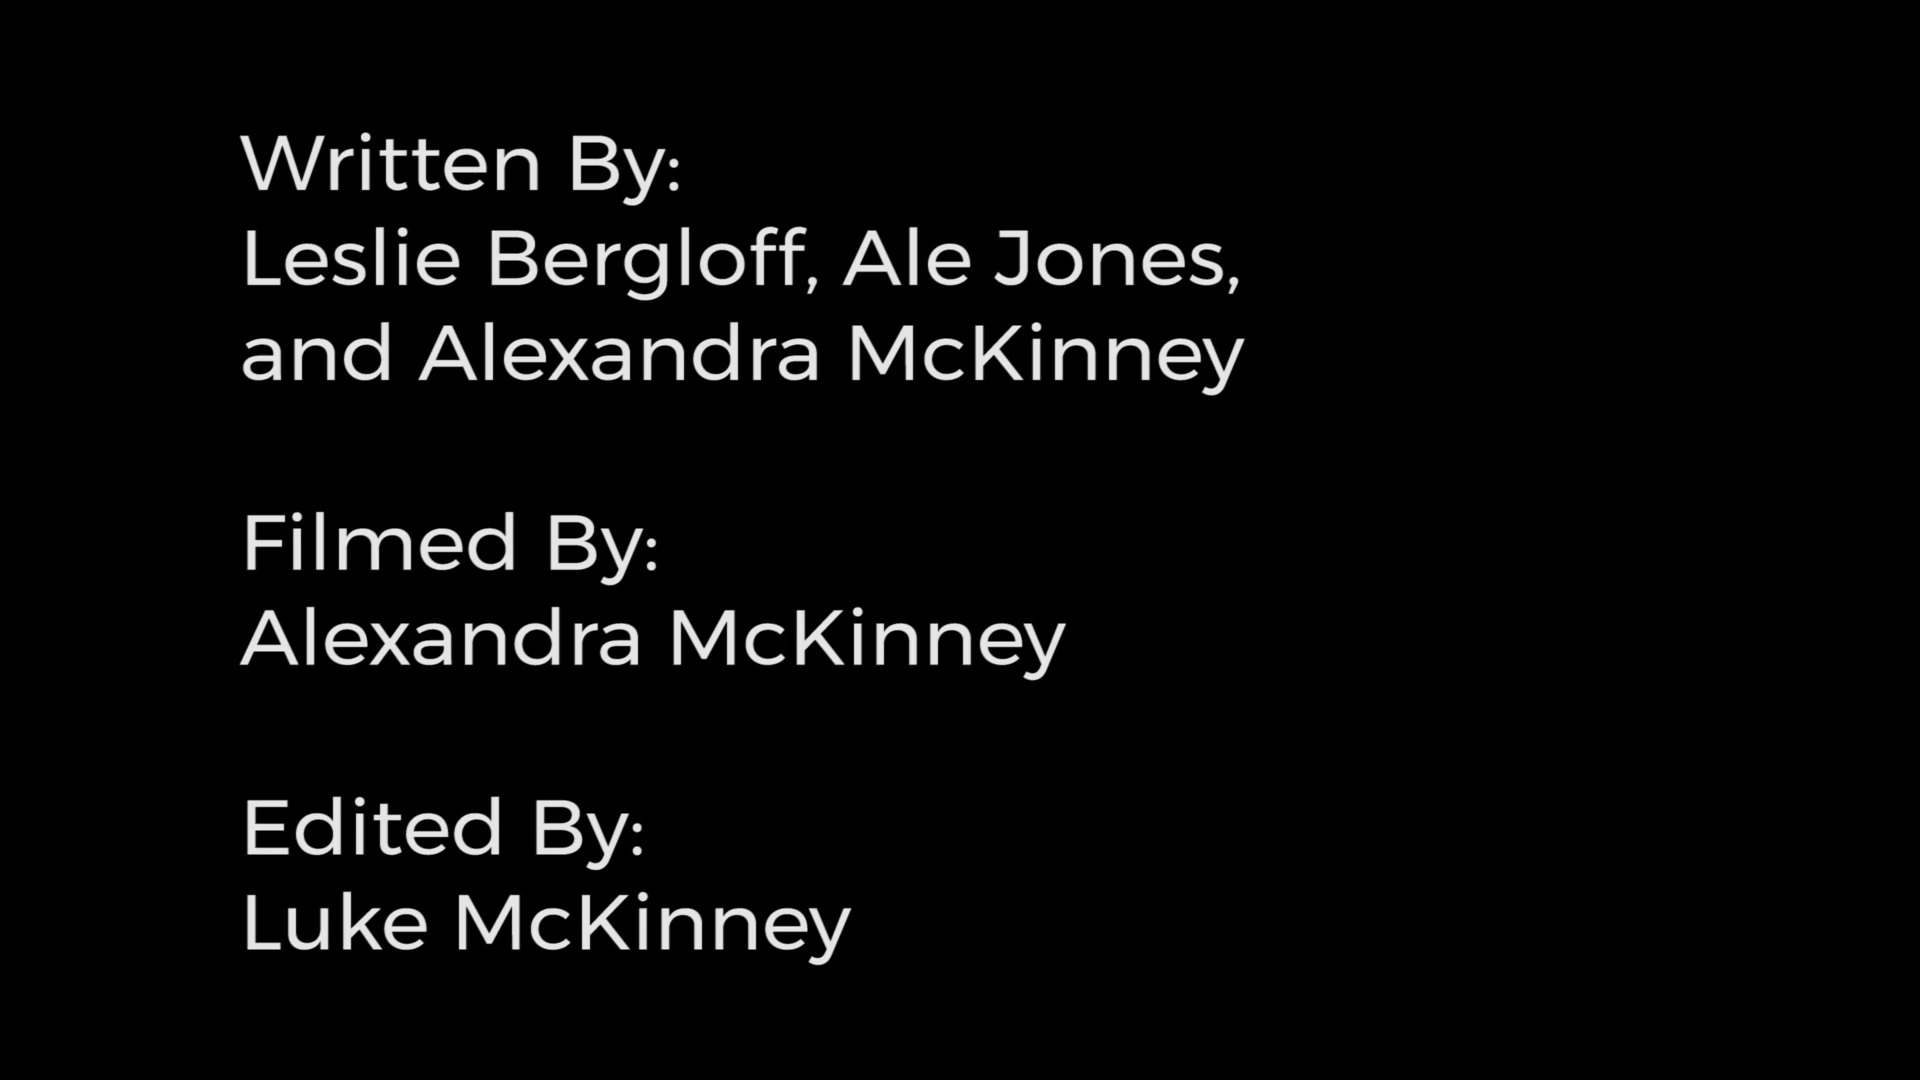 Written By:
Leslie Bergloff, Ale Jones,
and Alexandra McKinney
Filmed By:
Alexandra McKinney
Edited By:
Luke McKinney